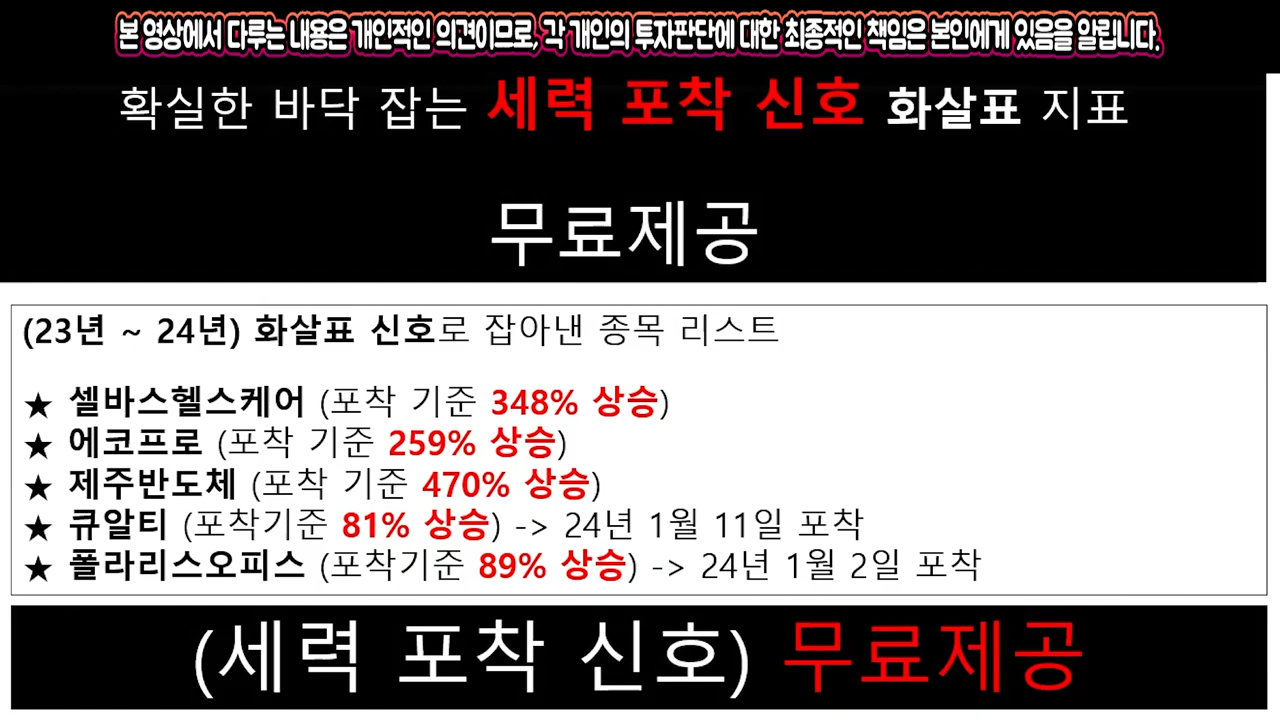 본 영상에서 다루는 내용은 개인적인 의견이므로, 각 개인의 투자판단에 대한 최종적인 책임은 본인에게 있음을 알립니다.
확실한 바닥 잡는 세력 포착 신호 화살표 지표
무료제공
(23년 ~ 24년) 화살표 신호로 잡아낸 종목 리스트
★ 셀바스헬스케어 (포착 기준 348% 상승)
★ 에코프로 (포착 기준 259% 상승)
★ 제주반도체 (포착 기준 470% 상승)
★ 큐알티 (포착기준 81% 상승) -> 24년 1월 11일 포착
★ 폴라리스오피스 (포착기준 89% 상승) -> 24년 1월 2일 포착
(세력 포착 신호) 무료제공